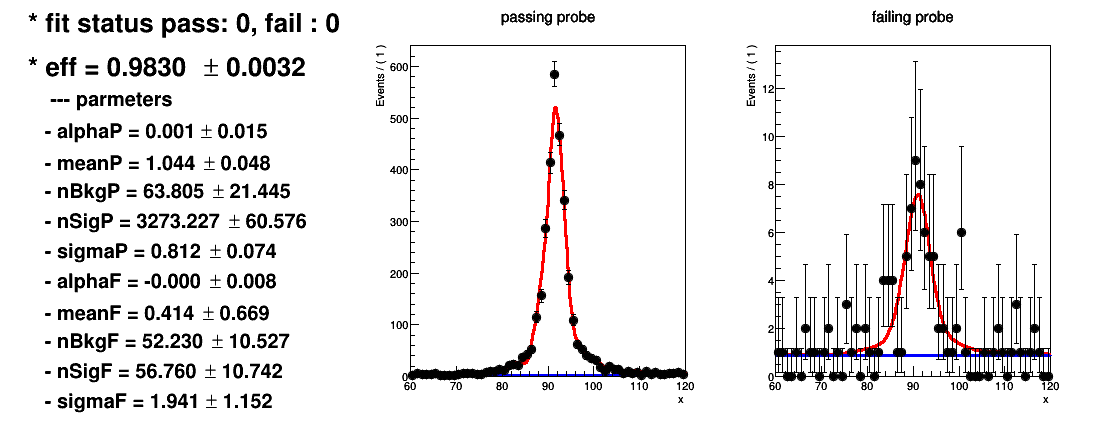 * fit status pass: 0, fail : 0
* eff = 0.9830 ± 0.0032
--- parmeters
- alphaP = 0.001 ± 0.015
- meanP = 1.044 ± 0.048
- nBkgP = 63.805 ± 21.445
- nSigP = 3273.227 ± 60.576
- sigmaP = 0.812 ± 0.074
- alphaF = -0.000 ± 0.008
- meanF = 0.414 ± 0.669
- nBkgF = 52.230 ± 10.527
- nSigF = 56.760 ± 10.742
- sigmaF = 1.941 ± 1.152
passing probe
Events / ( 1 )
600
500
400
300
200
100
0
60 70 80 90 100 110 120
x
failing probe
Events / ( 1 )
12
10
8
6
4
2
0
60 70 80 90 100 110 120
x